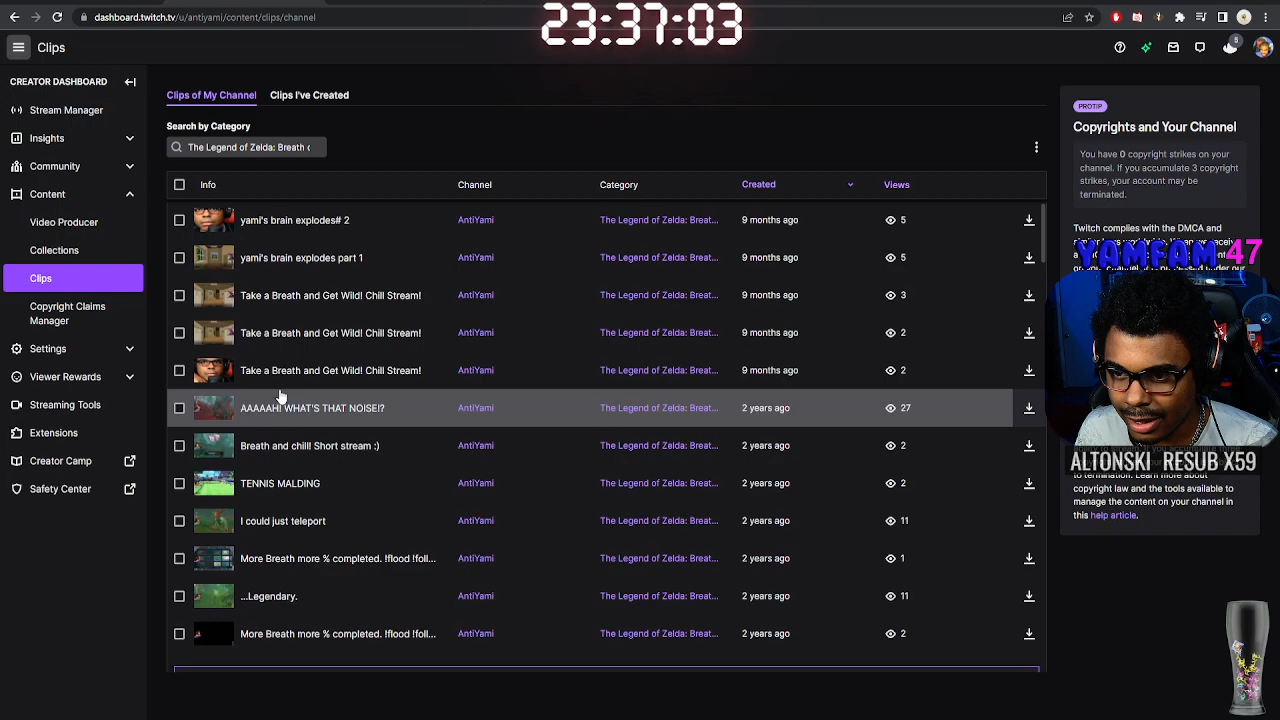 dashboard.twitch.tv/u/antiyami/content/clips/channel
23:37:03
Clips
5
CREATOR DASHBOARD
Stream Manager
Insights
Community
Content
Video Producer
Collections
Clips
Copyright Claims
Manager
Settings
Viewer Rewards
Streaming Tools
Extensions
Creator Camp
Safety Center
Clips of My Channel
Clips I've Created
Search by Category
The Legend of Zelda: Breath
Info Channel Category Created Views
yami's brain explodes# 2 AntiYami The Legend of Zelda: Breat... 9 months ago 5
yami's brain explodes part 1 AntiYami The Legend of Zelda: Breat... 9 months ago 5
Take a Breath and Get Wild! Chill Stream! AntiYami The Legend of Zelda: Breat... 9 months ago 3
Take a Breath and Get Wild! Chill Stream! AntiYami The Legend of Zelda: Breat... 9 months ago 2
Take a Breath and Get Wild! Chill Stream! AntiYami The Legend of Zelda: Breat... 9 months ago 2
AAAAAH! WHAT'S THAT NOISE!? AntiYami The Legend of Zelda: Breat... 2 years ago 27
Breath and chill! Short stream :) AntiYami The Legend of Zelda: Breat... 2 years ago 2
TENNIS MALDING AntiYami The Legend of Zelda: Breat... 2 years ago 2
I could just teleport AntiYami The Legend of Zelda: Breat... 2 years ago 11
More Breath more % completed. !flood !foll... AntiYami The Legend of Zelda: Breat... 2 years ago 1
...Legendary. AntiYami The Legend of Zelda: Breat... 2 years ago 11
More Breath more % completed. !flood !foll... AntiYami The Legend of Zelda: Breat... 2 years ago 2
PROTIP
Copyrights and Your Channel
You have 0 copyright strikes on your
channel. If you accumulate 3 copyright
strikes, your account may be
terminated.
Twitch complies with the DMCA and
YAMFAM 47
ALTONSKI RESUB X59
to termination. Learn more about
copyright law and the tools available to
manage the content on your channel in
this help article.